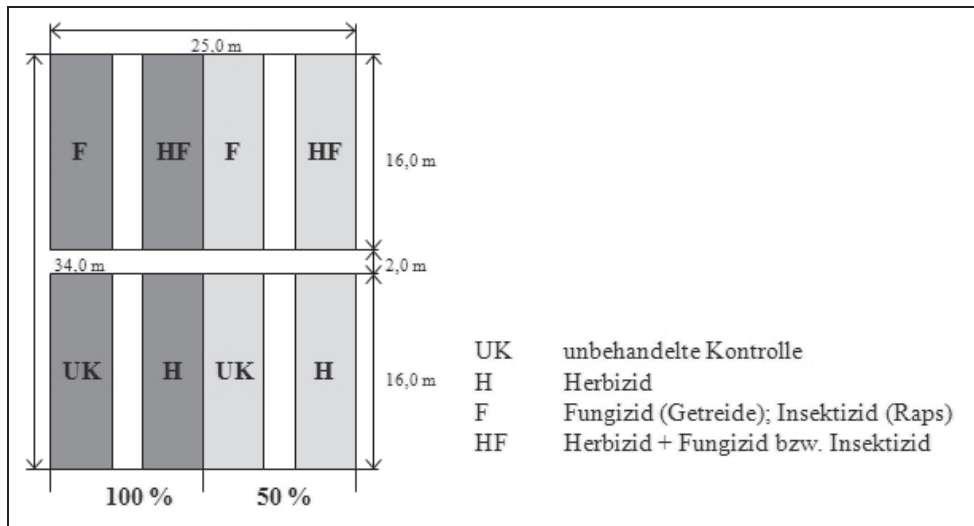 25,0 m
F HF F HF
16,0 m
34,0 m
2,0 m
UK H UK H
16,0 m
100 % 50 %
UK unbehandelte Kontrolle
H Herbizid
F Fungizid (Getreide); Insektizid (Raps)
HF Herbizid + Fungizid bzw. Insektizid